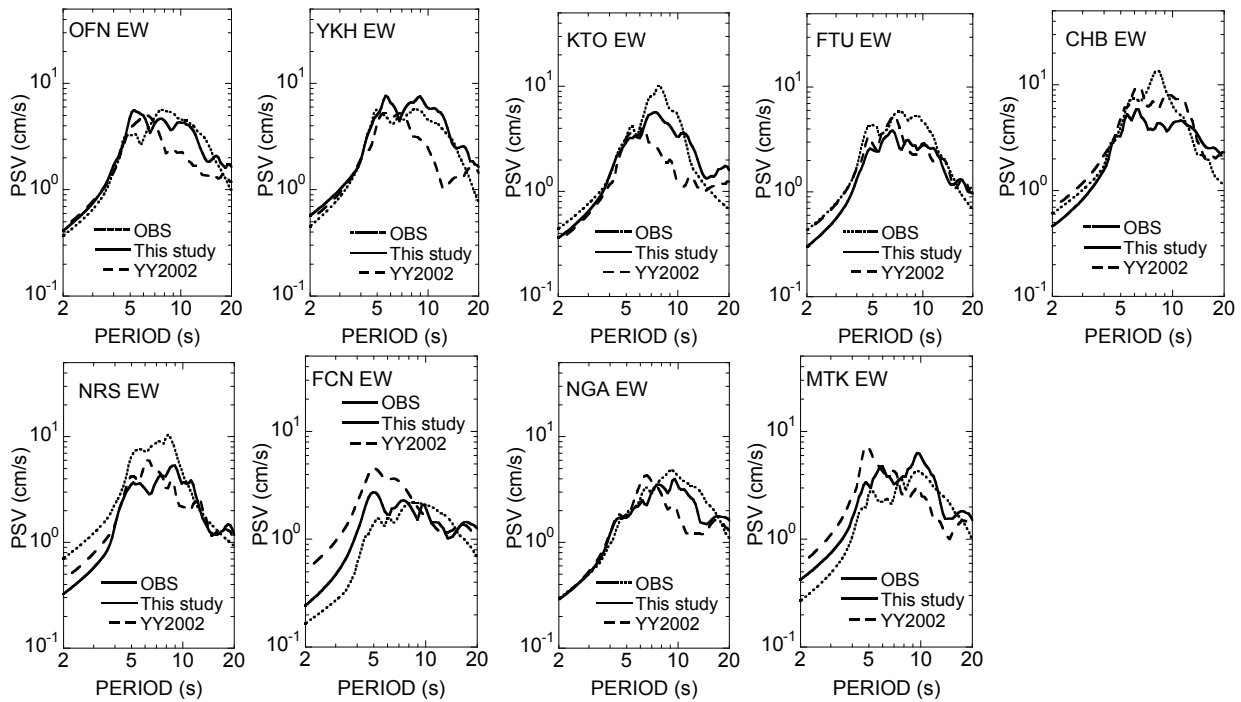 OFN EW
PSV (cm/s)
10^1
10^0
10^-1
OBS
This study
YY2002
2
5
10
20
PERIOD (s)
YKH EW
PSV (cm/s)
10^1
10^0
10^-1
OBS
This study
YY2002
2
5
10
20
PERIOD (s)
KTO EW
PSV (cm/s)
10^1
10^0
10^-1
OBS
This study
YY2002
2
5
10
20
PERIOD (s)
FTU EW
PSV (cm/s)
10^1
10^0
10^-1
OBS
This study
YY2002
2
5
10
20
PERIOD (s)
CHB EW
PSV (cm/s)
10^1
10^0
10^-1
OBS
This study
YY2002
2
5
10
20
PERIOD (s)
NRS EW
PSV (cm/s)
10^1
10^0
10^-1
OBS
This study
YY2002
2
5
10
20
PERIOD (s)
FCN EW
OBS
This study
YY2002
PSV (cm/s)
10^1
10^0
10^-1
2
5
10
20
PERIOD (s)
NGA EW
PSV (cm/s)
10^1
10^0
10^-1
OBS
This study
YY2002
2
5
10
20
PERIOD (s)
MTK EW
PSV (cm/s)
10^1
10^0
10^-1
OBS
This study
YY2002
2
5
10
20
PERIOD (s)